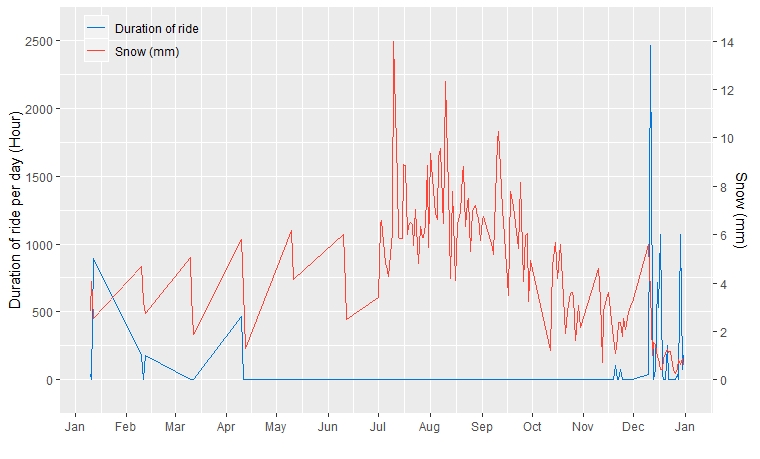 Duration of ride
Snow (mm)
Duration of ride per day (Hour)
2500
2000
1500
1000
500
0
14
12
10
8
6
4
2
0
Snow (mm)
Jan Feb Mar Apr May Jun Jul Aug Sep Oct Nov Dec Jan